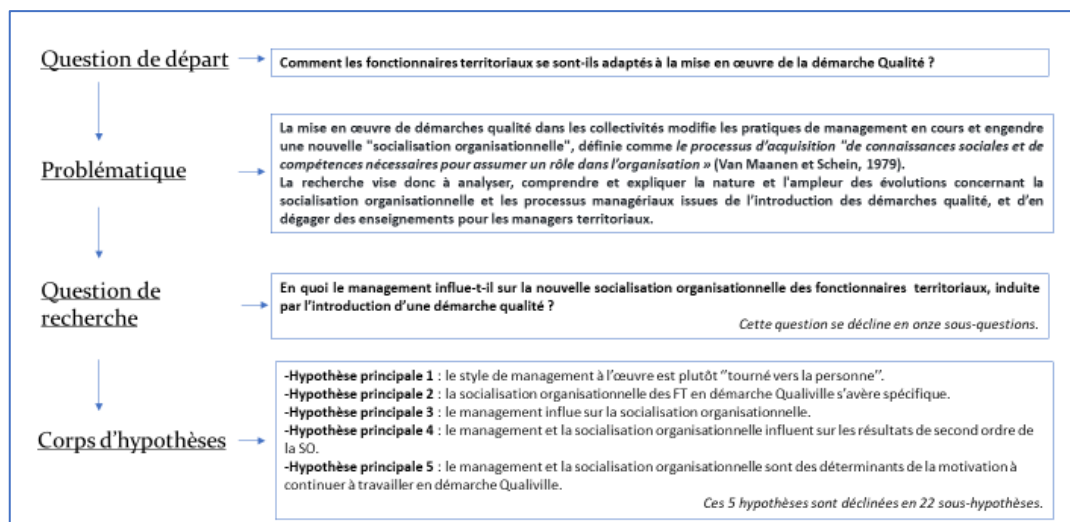 Question de départ
Comment les fonctionnaires territoriaux se sont-ils adaptés à la mise en œuvre de la démarche Qualité ?
Problématique
La mise en œuvre de démarches qualité dans les collectivités modifie les pratiques de management en cours et engendre
une nouvelle "socialisation organisationnelle", définie comme le processus d'acquisition "de connaissances sociales et de
compétences nécessaires pour assumer un rôle dans l'organisation » (Van Maanen et Schein, 1979).
La recherche vise donc à analyser, comprendre et expliquer la nature et l'ampleur des évolutions concernant la
socialisation organisationnelle et les processus managériaux issues de l'introduction des démarches qualité, et d'en
dégager des enseignements pour les managers territoriaux.
Question de
recherche
En quoi le management influe-t-il sur la nouvelle socialisation organisationnelle des fonctionnaires territoriaux, induite
par l'introduction d'une démarche qualité ?
Cette question se décline en onze sous-questions.
Corps d'hypothèses
-Hypothèse principale 1 : le style de management à l'œuvre est plutôt "tourné vers la personne".
-Hypothèse principale 2 : la socialisation organisationnelle des FT en démarche Qualiville s'avère spécifique.
-Hypothèse principale 3 : le management influe sur la socialisation organisationnelle.
-Hypothèse principale 4 : le management et la socialisation organisationnelle influent sur les résultats de second ordre de
la SO.
-Hypothèse principale 5 : le management et la socialisation organisationnelle sont des déterminants de la motivation à
continuer à travailler en démarche Qualiville.
Ces 5 hypothèses sont déclinées en 22 sous-hypothèses.